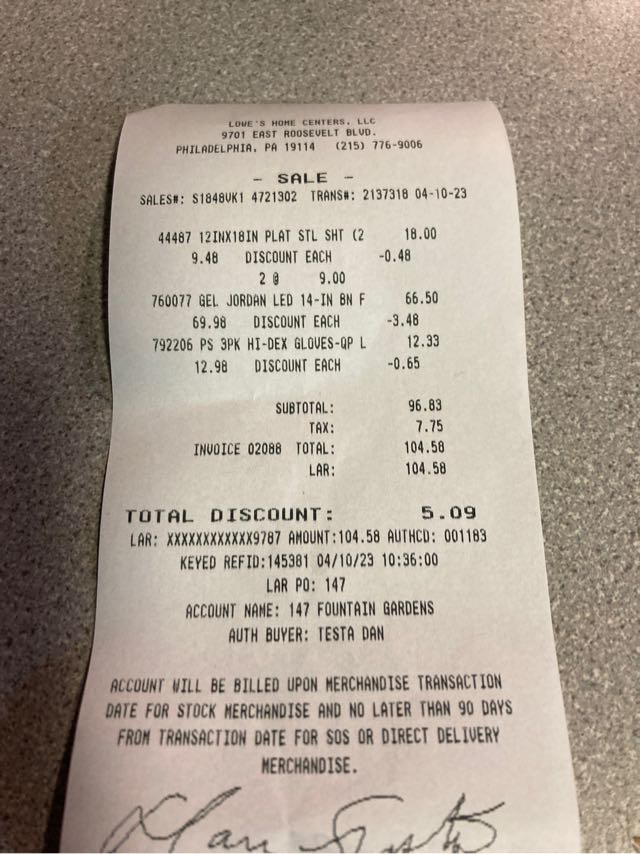 LOWE'S HOME CENTERS, LLC
9701 EAST ROOSEVELT BLVD.
PHILADELPHIA, PA 19114 (215) 776-9006
- SALE -
SALES#: S1848VK1 4721302 TRANS#: 2137318 04-10-23
44487 12INX18IN PLAT STL SHT (2 18.00
9.48 DISCOUNT EACH -0.48
2 @ 9.00
760077 GEL JORDAN LED 14-IN BN F 66.50
69.98 DISCOUNT EACH -3.48
792206 PS 3PK HI-DEX GLOVES-QP L 12.33
12.98 DISCOUNT EACH -0.65
SUBTOTAL: 96.83
TAX: 7.75
INVOICE 02088 TOTAL: 104.58
LAR: 104.58
TOTAL DISCOUNT: 5.09
LAR: XXXXXXXXXXXX9787 AMOUNT:104.58 AUTHCD: 001183
KEYED REFID:145381 04/10/23 10:36:00
LAR PO: 147
ACCOUNT NAME: 147 FOUNTAIN GARDENS
AUTH BUYER: TESTA DAN
ACCOUNT WILL BE BILLED UPON MERCHANDISE TRANSACTION
DATE FOR STOCK MERCHANDISE AND NO LATER THAN 90 DAYS
FROM TRANSACTION DATE FOR SOS OR DIRECT DELIVERY
MERCHANDISE.